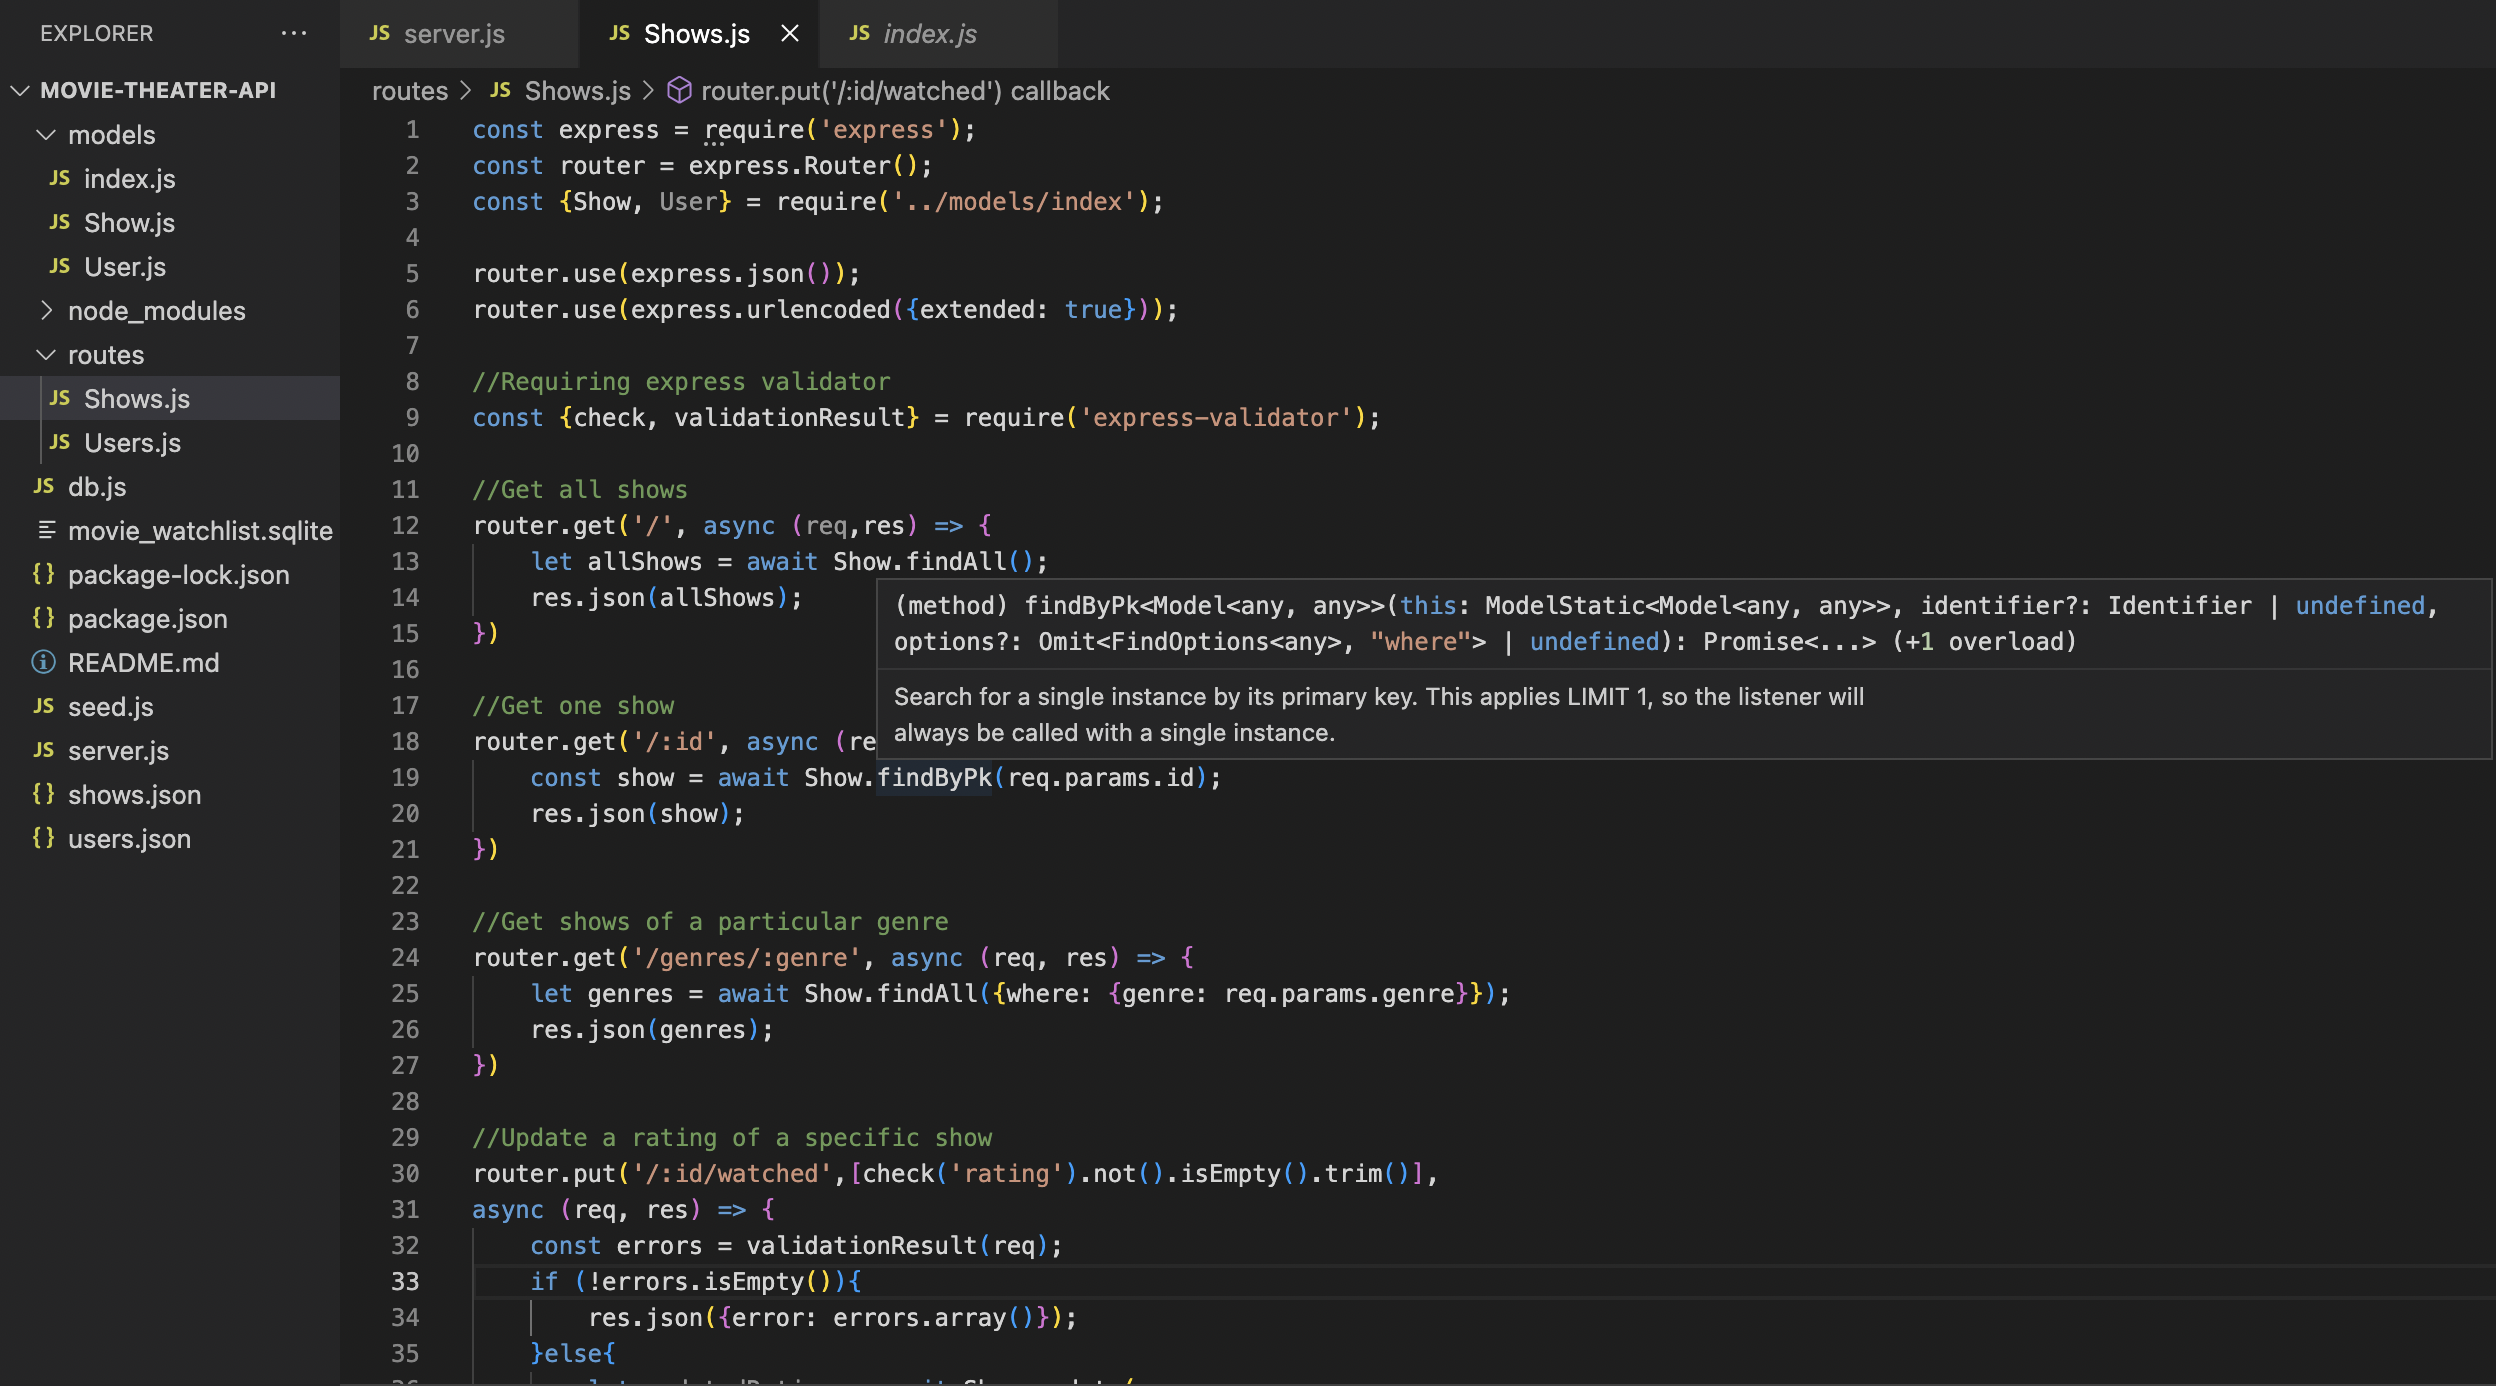 EXPLORER ...
MOVIE-THEATER-API
models
JS index.js
JS Show.js
JS User.js
node_modules
routes
JS Shows.js
JS Users.js
JS db.js
movie_watchlist.sqlite
{} package-lock.json
{} package.json
README.md
JS seed.js
JS server.js
{} shows.json
{} users.json
JS server.js JS Shows.js × JS index.js
routes > JS Shows.js > router.put('/:id/watched') callback
1 const express = require('express');
2 const router = express.Router();
3 const {Show, User} = require('../models/index');
4
5 router.use(express.json());
6 router.use(express.urlencoded({extended: true}));
7
8 //Requiring express validator
9 const {check, validationResult} = require('express-validator');
10
11 //Get all shows
12 router.get('/', async (req,res) => {
13 let allShows = await Show.findAll();
14 res.json(allShows);
15 })
16
17 //Get one show
18 router.get('/:id', async (re
19 const show = await Show.findByPk(req.params.id);
20 res.json(show);
21 })
22
23 //Get shows of a particular genre
24 router.get('/genres/:genre', async (req, res) => {
25 let genres = await Show.findAll({where: {genre: req.params.genre}});
26 res.json(genres);
27 })
28
29 //Update a rating of a specific show
30 router.put('/:id/watched',[check('rating').not().isEmpty().trim()],
31 async (req, res) => {
32 const errors = validationResult(req);
33 if (!errors.isEmpty()){
34 res.json({error: errors.array()});
35 }else{
(method) findByPk<Model<any, any>>(this: ModelStatic<Model<any, any>>, identifier?: Identifier | undefined,
options?: Omit<FindOptions<any>, "where"> | undefined): Promise<...> (+1 overload)
Search for a single instance by its primary key. This applies LIMIT 1, so the listener will
always be called with a single instance.